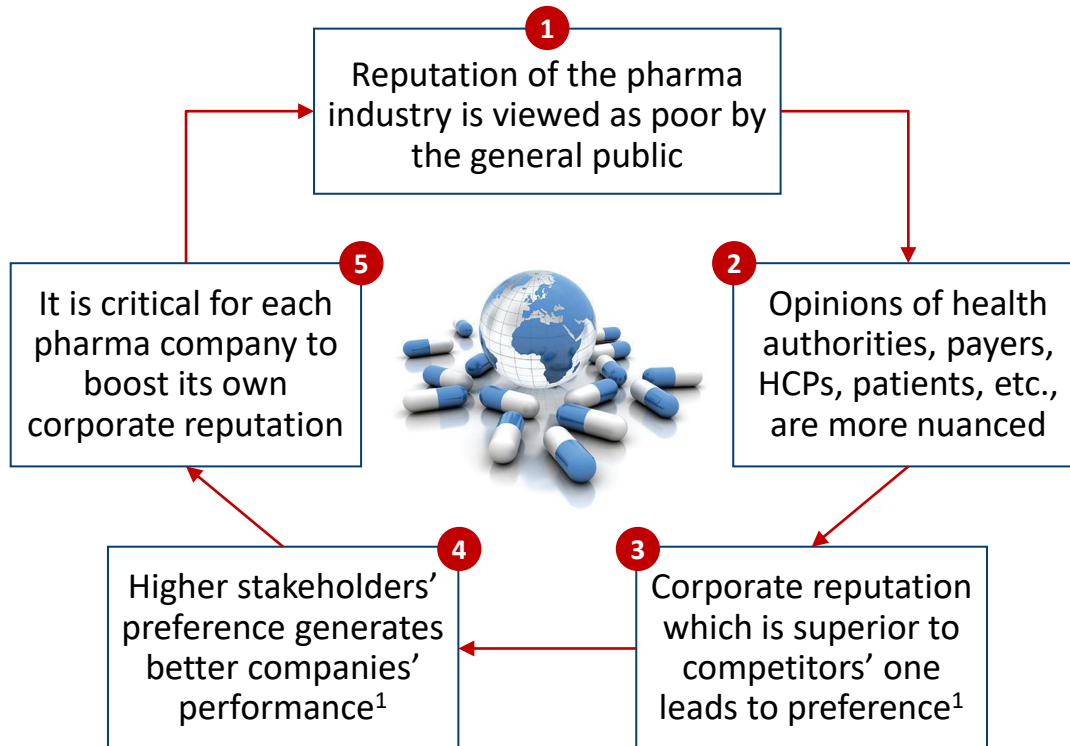 1
Reputation of the pharma
industry is viewed as poor by
the general public
2
Opinions of health
authorities, payers,
HCPs, patients, etc.,
are more nuanced
3
Corporate reputation
which is superior to
competitors’ one
leads to preference¹
4
Higher stakeholders’
preference generates
better companies’
performance¹
5
It is critical for each
pharma company to
boost its own
corporate reputation